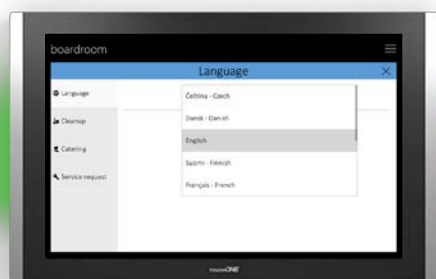 boardroom
Language
Language
Čeština - Czech
Cleanup
Dansk - Danish
English
Catering
Suomi - Finnish
Service request
Français - French